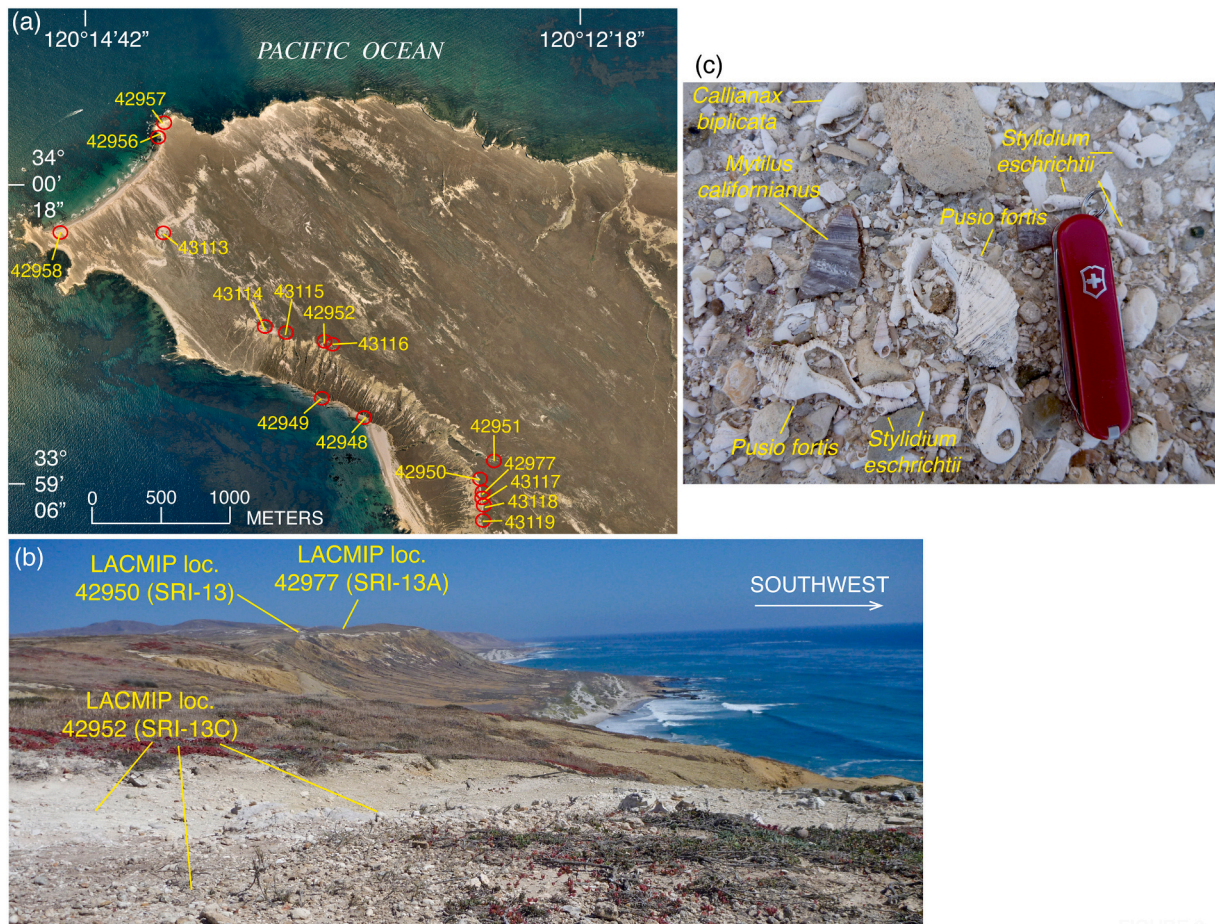 (a)
120°14'42”
PACIFIC OCEAN
120°12'18”
42957
42956
34°
00'
18”
42958
43113
43114
43115
42952
43116
42949
42948
42951
42950
42977
43117
43118
43119
33°
59'
06”
0 500 1000
METERS
(c)
Callianax
biplicata
Mytilus
californianus
Stylidium
eschrichtii
Pusio fortis
Pusio fortis
Stylidium
eschrichtii
(b)
LACMIP loc.
42950 (SRI-13)
LACMIP loc.
42977 (SRI-13A)
SOUTHWEST
LACMIP loc.
42952 (SRI-13C)